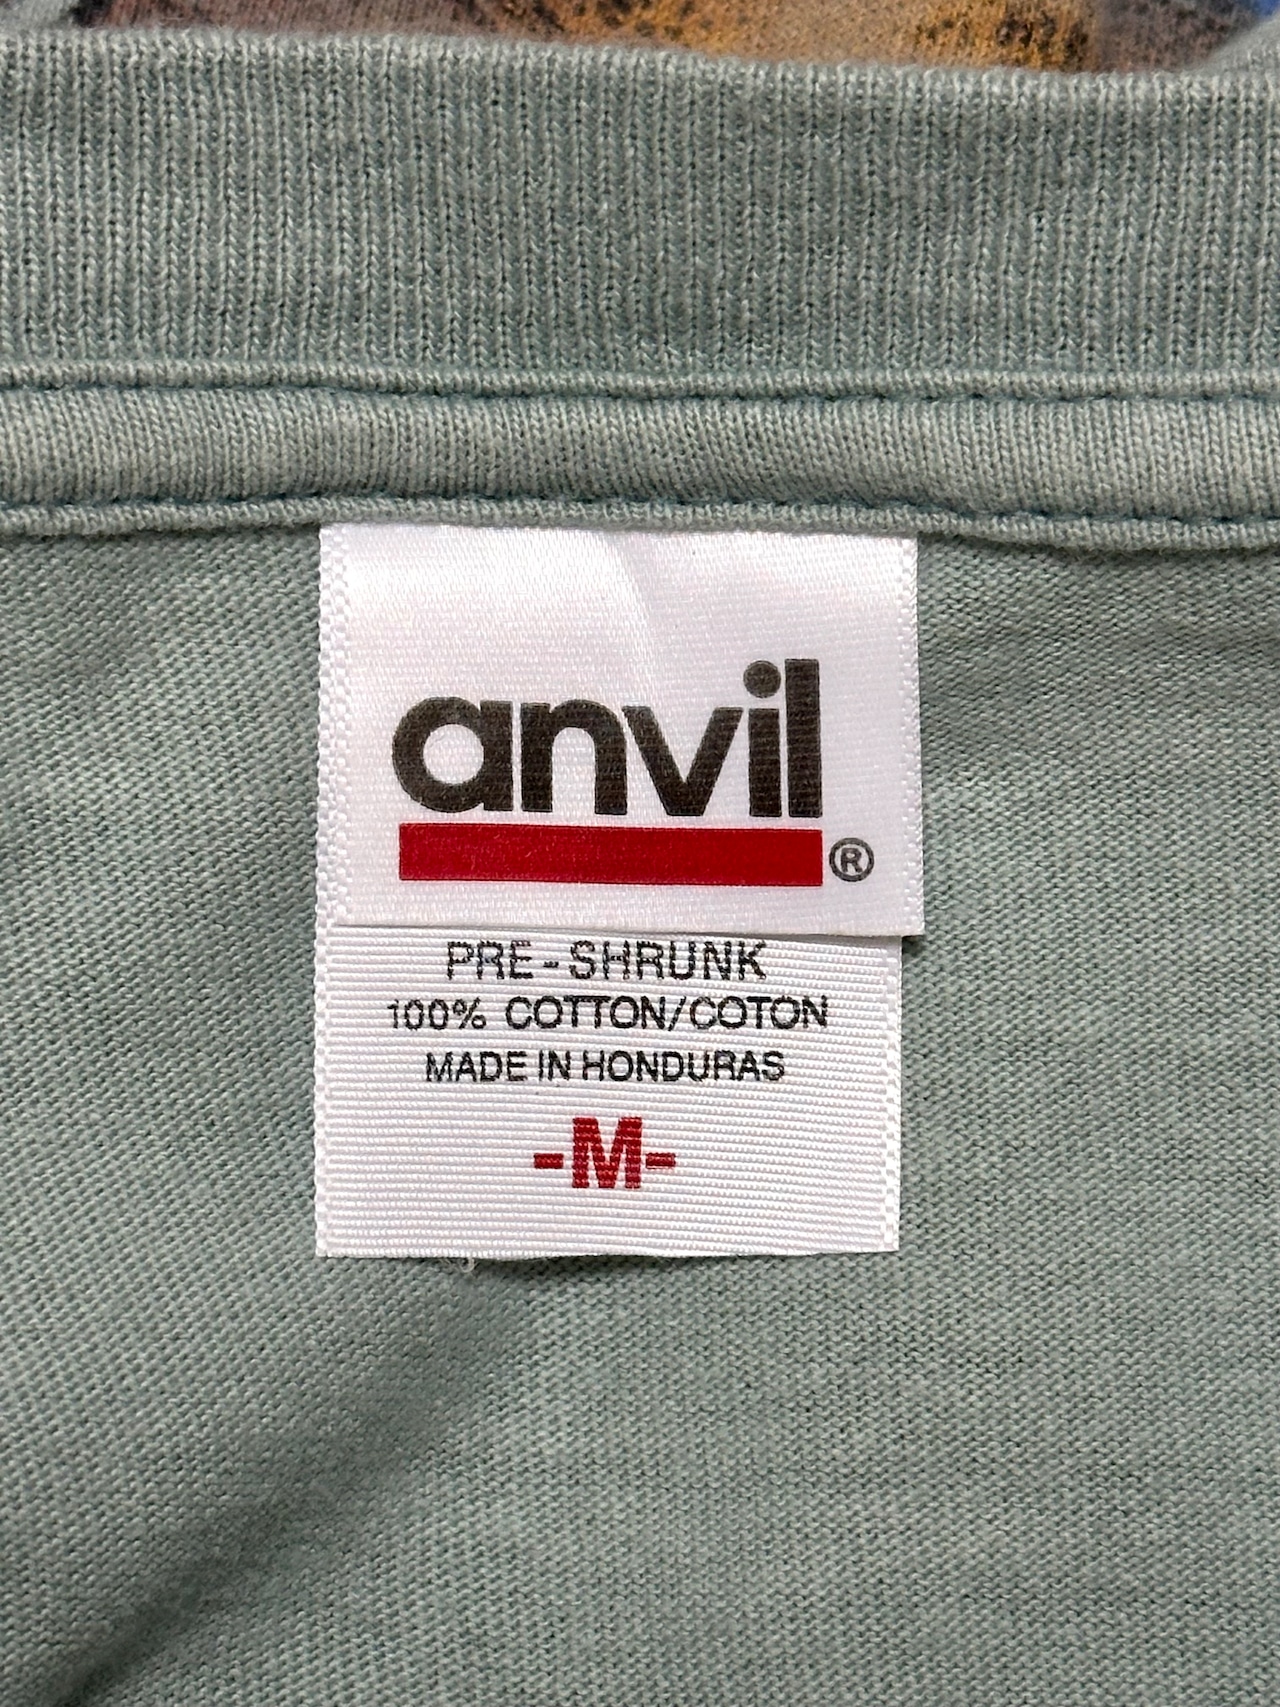 anvil
®
PRE-SHRUNK
100% COTTON/COTON
MADE IN HONDURAS
-M-